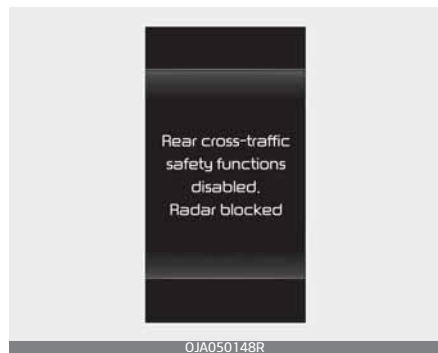 Rear cross-traffic
safety functions
disabled.
Radar blocked
OJA050148R